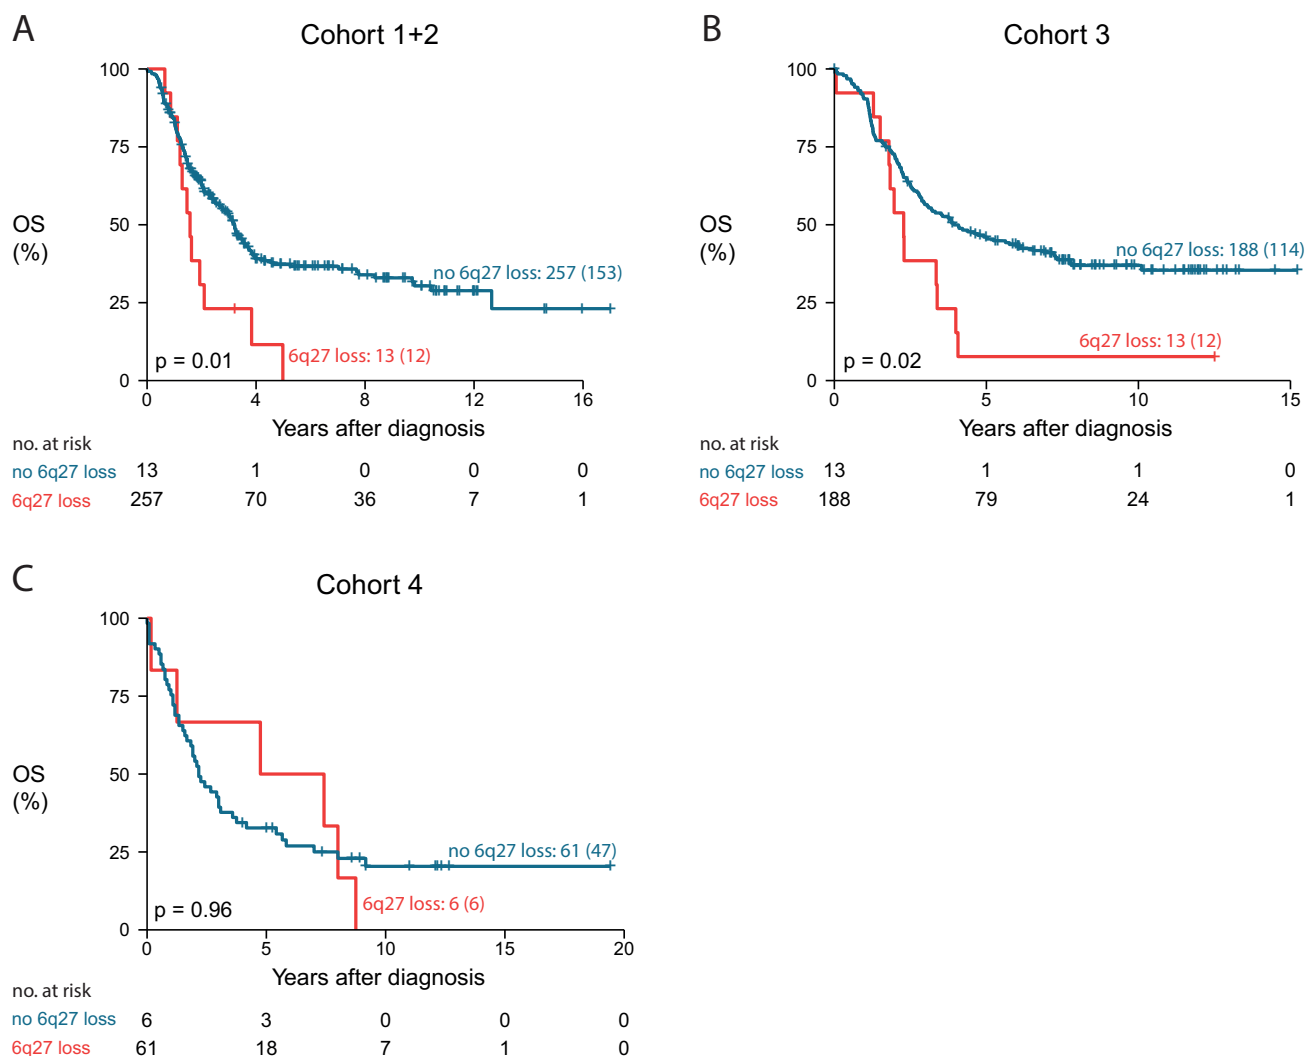 A
Cohort 1+2
100
75
50
25
0
OS
(%)
no 6q27 loss: 257 (153)
6q27 loss: 13 (12)
p = 0.01
0 4 8 12 16
Years after diagnosis
no. at risk
no 6q27 loss 13 1 0 0 0
6q27 loss 257 70 36 7 1
B
Cohort 3
100
75
50
25
0
OS
(%)
no 6q27 loss: 188 (114)
6q27 loss: 13 (12)
p = 0.02
0 5 10 15
Years after diagnosis
no. at risk
no 6q27 loss 13 1 1 0
6q27 loss 188 79 24 1
C
Cohort 4
100
75
50
25
0
OS
(%)
no 6q27 loss: 61 (47)
6q27 loss: 6 (6)
p = 0.96
0 5 10 15 20
Years after diagnosis
no. at risk
no 6q27 loss 6 3 0 0 0
6q27 loss 61 18 7 1 0